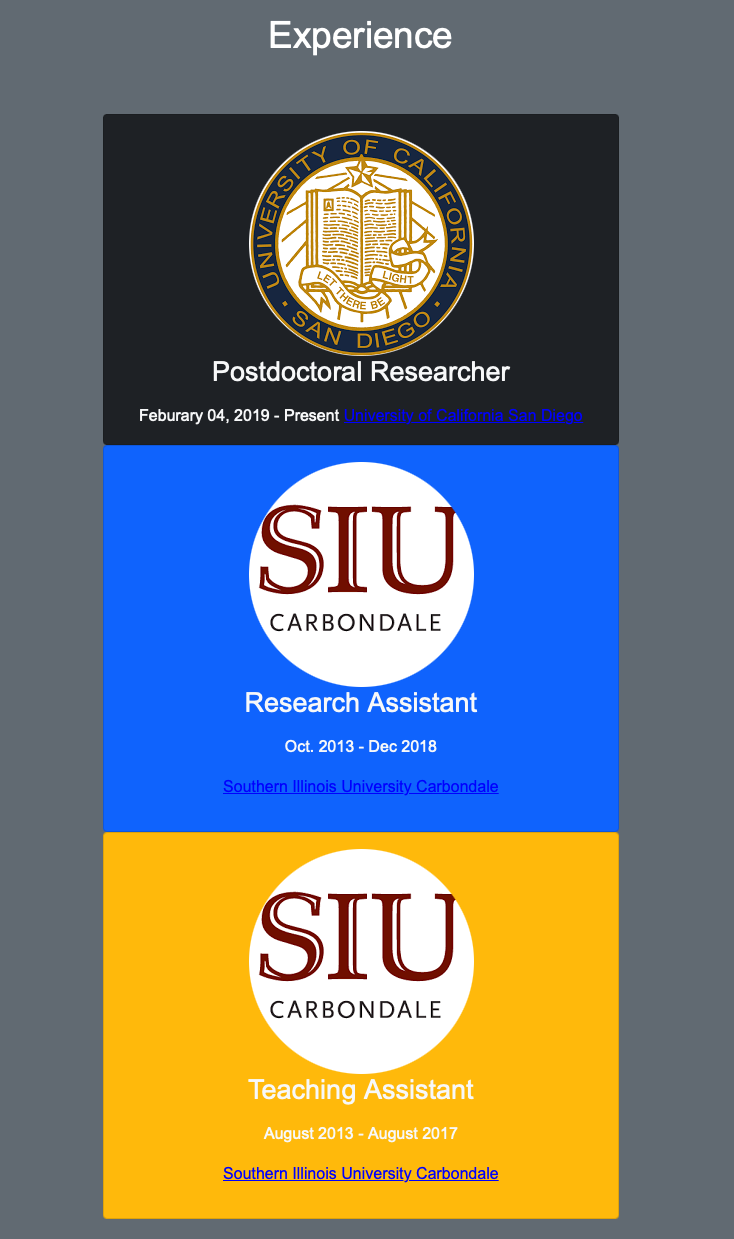 Experience
UNIVERSITY OF CALIFORNIA
A
LET THERE BE LIGHT
· SAN DIEGO ·
Postdoctoral Researcher
Feburary 04, 2019 - Present University of California San Diego
SIU
CARBONDALE
Research Assistant
Oct. 2013 - Dec 2018
Southern Illinois University Carbondale
SIU
CARBONDALE
Teaching Assistant
August 2013 - August 2017
Southern Illinois University Carbondale